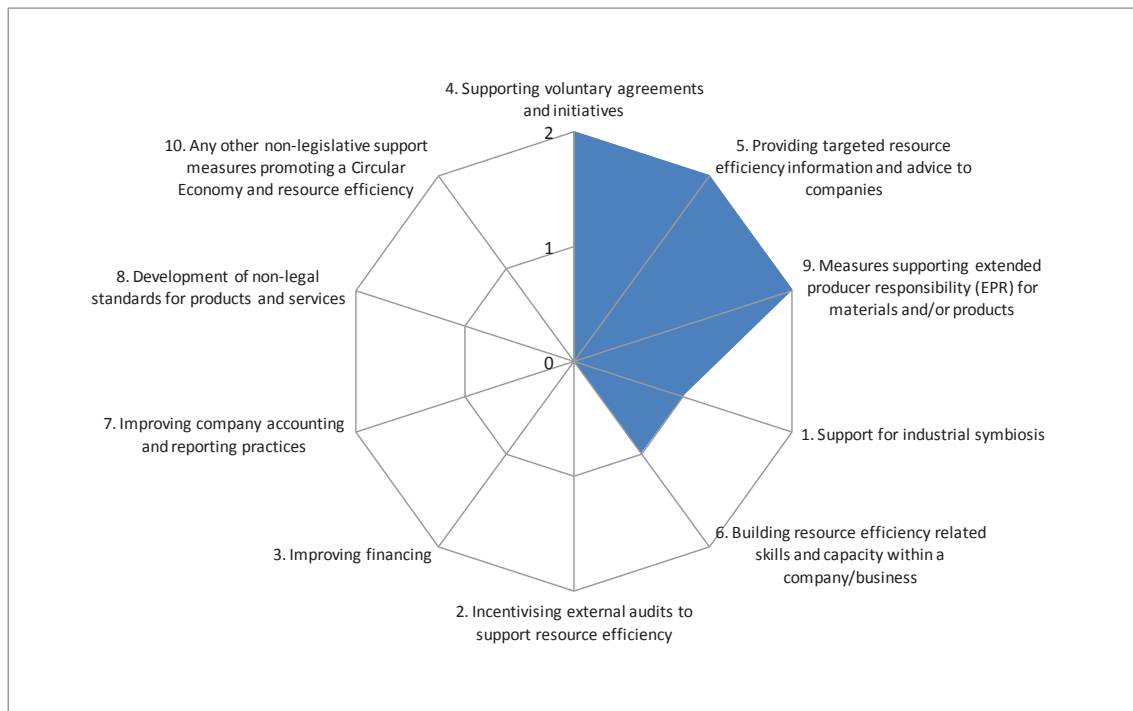 4. Supporting voluntary agreements
and initiatives
5. Providing targeted resource
efficiency information and advice to
companies
9. Measures supporting extended
producer responsibility (EPR) for
materials and/or products
1. Support for industrial symbiosis
6. Building resource efficiency related
skills and capacity within a
company/business
2. Incentivising external audits to
support resource efficiency
3. Improving financing
7. Improving company accounting
and reporting practices
8. Development of non-legal
standards for products and services
10. Any other non-legislative support
measures promoting a Circular
Economy and resource efficiency
2
1
0